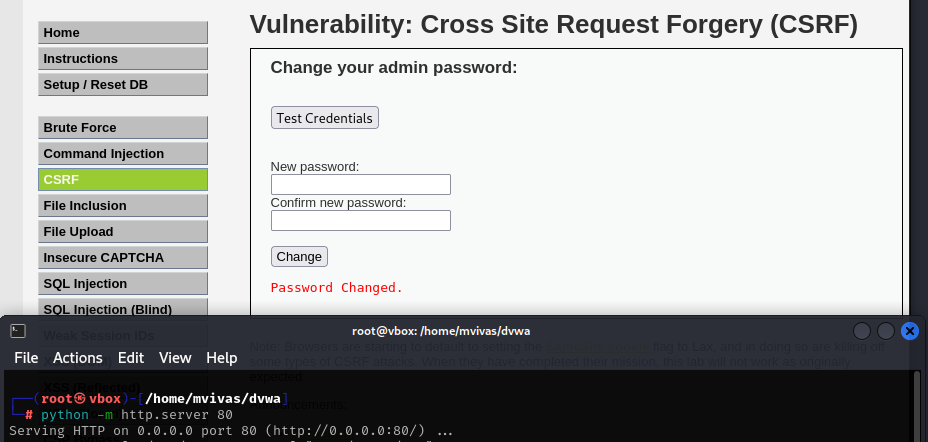 Vulnerability: Cross Site Request Forgery (CSRF)
Home
Instructions
Setup / Reset DB
Brute Force
Command Injection
CSRF
File Inclusion
File Upload
Insecure CAPTCHA
SQL Injection
SQL Injection (Blind)
Weak Session IDs
XSS (Reflected)
Change your admin password:
Test Credentials
New password:
Confirm new password:
Change
Password Changed.
Note: Browsers are starting to default to setting the flag to Lax, and in doing so are killing off
some types of CSRF attacks. When they have completed their mission, this lab will not work as originally
expected.
root@vbox: /home/mvivas/dvwa
File Actions Edit View Help
┌──(root㉿vbox)-[/home/mvivas/dvwa]
└─# python -m http.server 80
Serving HTTP on 0.0.0.0 port 80 (http://0.0.0.0:80/) ...